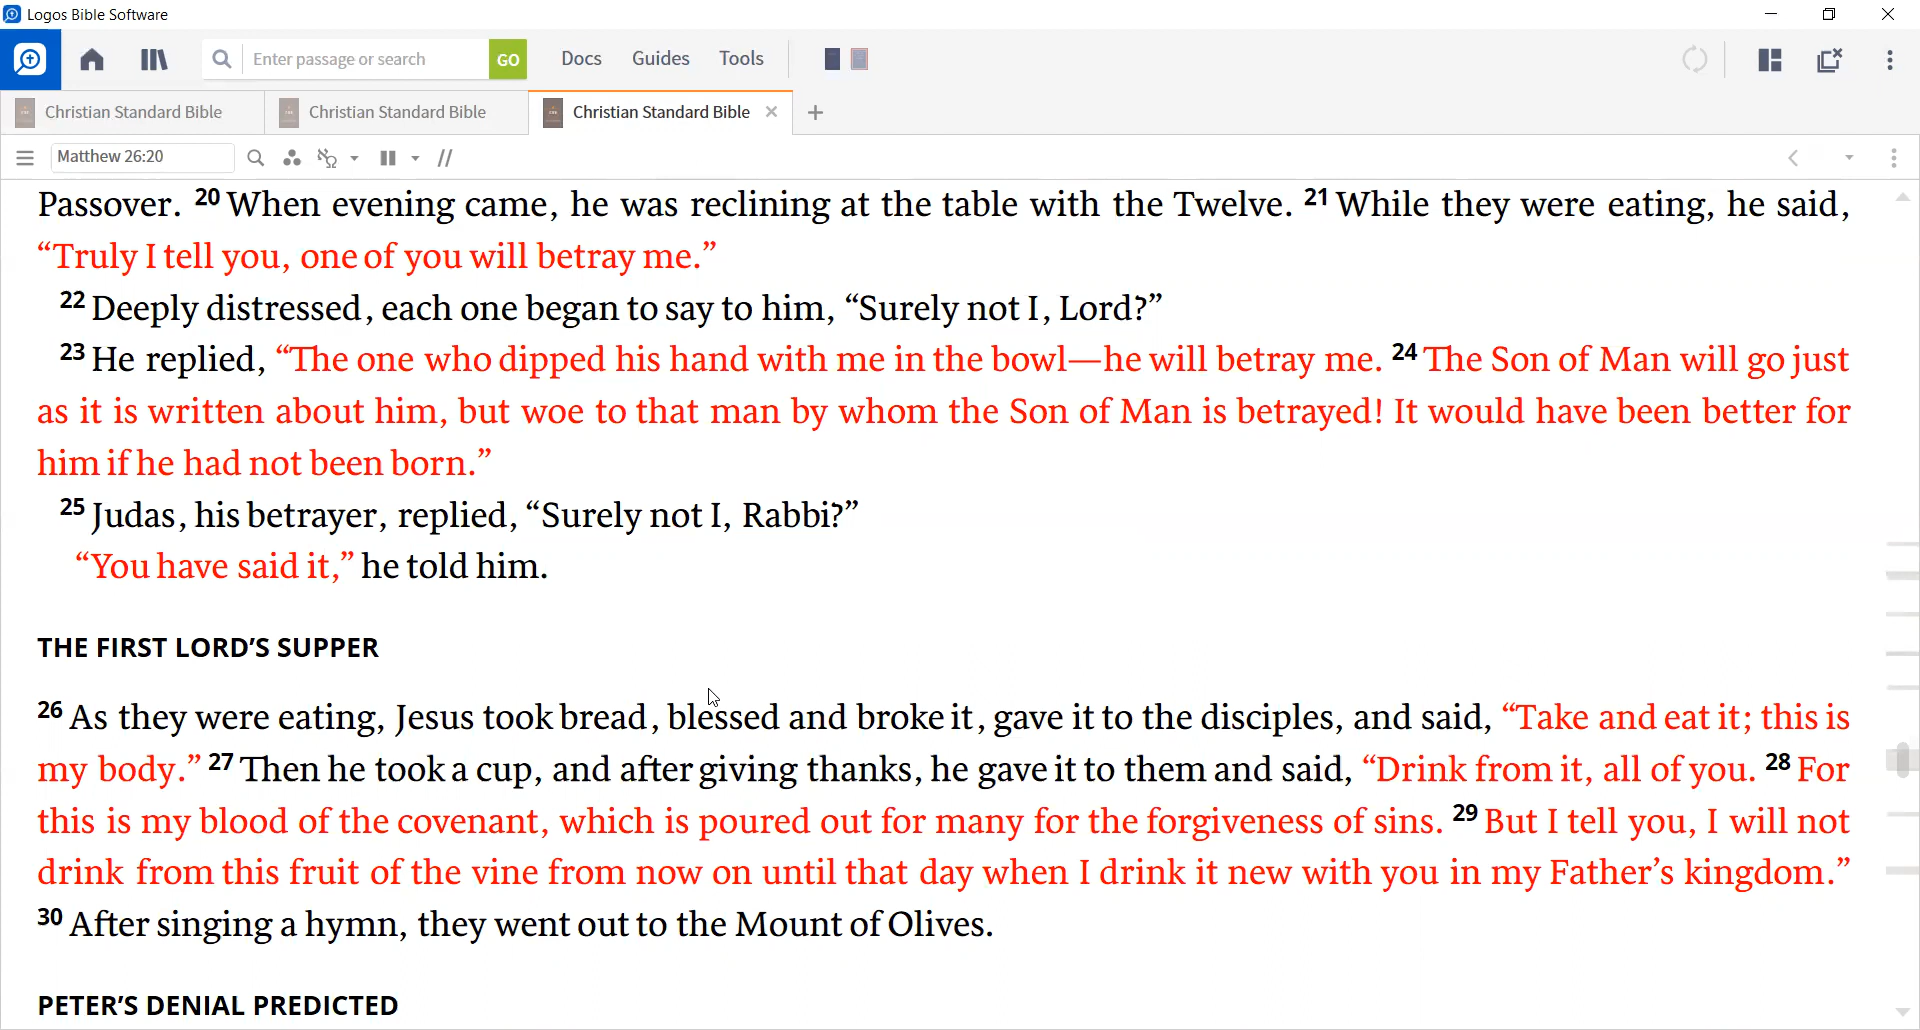 Logos Bible Software
Enter passage or search GO Docs Guides Tools
Christian Standard Bible Christian Standard Bible Christian Standard Bible
Matthew 26:20
Passover. 20 When evening came, he was reclining at the table with the Twelve. 21 While they were eating, he said,
“Truly I tell you, one of you will betray me.”
22 Deeply distressed, each one began to say to him, “Surely not I, Lord?”
23 He replied, “The one who dipped his hand with me in the bowl—he will betray me. 24 The Son of Man will go just
as it is written about him, but woe to that man by whom the Son of Man is betrayed! It would have been better for
him if he had not been born.”
25 Judas, his betrayer, replied, “Surely not I, Rabbi?”
“You have said it,” he told him.
THE FIRST LORD’S SUPPER
26 As they were eating, Jesus took bread, blessed and broke it, gave it to the disciples, and said, “Take and eat it; this is
my body.” 27 Then he took a cup, and after giving thanks, he gave it to them and said, “Drink from it, all of you. 28 For
this is my blood of the covenant, which is poured out for many for the forgiveness of sins. 29 But I tell you, I will not
drink from this fruit of the vine from now on until that day when I drink it new with you in my Father’s kingdom.”
30 After singing a hymn, they went out to the Mount of Olives.
PETER’S DENIAL PREDICTED